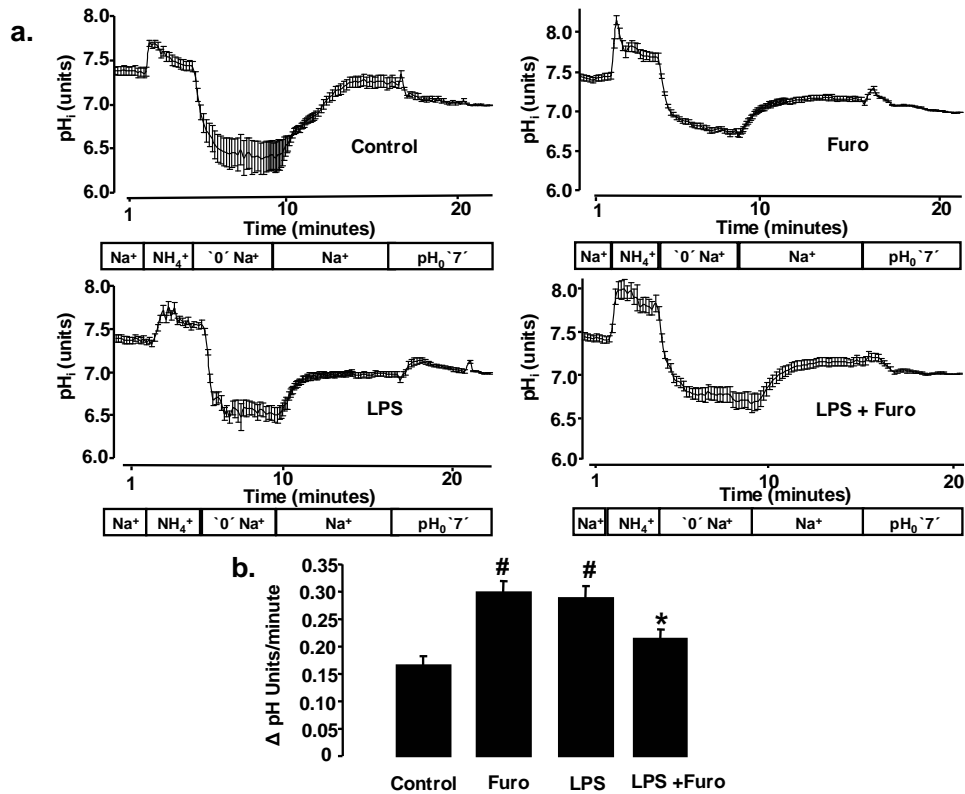 a.
8.0
7.5
7.0
6.5
6.0
pHi (units)
Control
1 10 20
Time (minutes)
Na⁺ NH₄⁺ `0´ Na⁺ Na⁺ pH₀`7´
8.0
7.5
7.0
6.5
6.0
pHi (units)
Furo
1 10 20
Time (minutes)
Na⁺ NH₄⁺ `0´ Na⁺ Na⁺ pH₀`7´
8.0
7.5
7.0
6.5
6.0
pHi (units)
LPS
1 10 20
Time (minutes)
Na⁺ NH₄⁺ `0´ Na⁺ Na⁺ pH₀`7´
8.0
7.5
7.0
6.5
6.0
pHi (units)
LPS + Furo
1 10 20
Time (minutes)
Na⁺ NH₄⁺ `0´ Na⁺ Na⁺ pH₀`7´
b.
0.35
0.30
0.25
0.20
0.15
0.10
0.05
0
Δ pH Units/minute
# # *
Control Furo LPS LPS +Furo